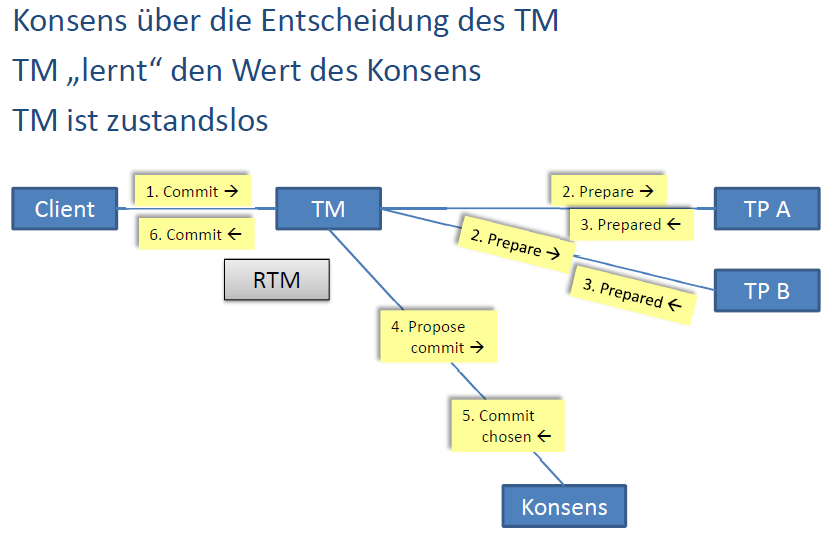 Konsens über die Entscheidung des TM
TM „lernt“ den Wert des Konsens
TM ist zustandslos
Client
1. Commit →
6. Commit ←
TM
RTM
2. Prepare →
3. Prepared ←
TP A
2. Prepare →
3. Prepared ←
TP B
4. Propose
commit →
5. Commit
chosen ←
Konsens